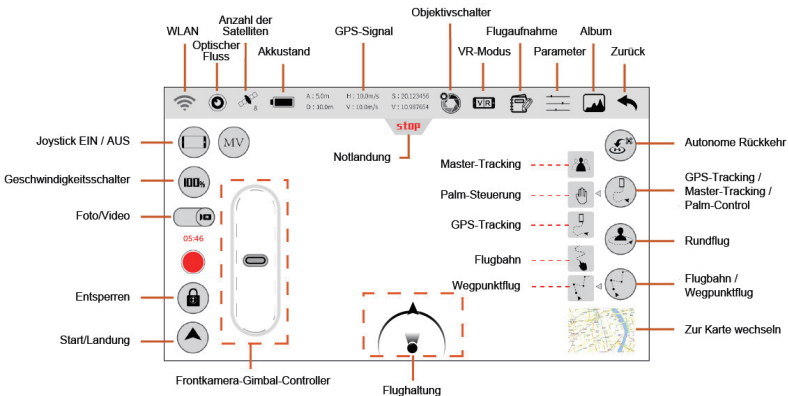 Objektivschalter
Anzahl der
Satelliten
WLAN
GPS-Signal
Flugaufnahme
Album
Optischer
Fluss
Akkustand
VR-Modus
Parameter
Zurück
8
A : 5.0m
H : 10.0m/s
S : 20.123456
D : 10.0m
V : 10.0m/s
V : 10.987654
VR
stop
Joystick EIN / AUS
MV
Notlandung
Autonome Rückkehr
Master-Tracking
Geschwindigkeitsschalter
100%
Palm-Steuerung
GPS-Tracking /
Master-Tracking /
Palm-Control
Foto/Video
05:46
GPS-Tracking
Rundflug
Flugbahn
Entsperren
Wegpunktflug
Flugbahn /
Wegpunktflug
Start/Landung
Zur Karte wechseln
Frontkamera-Gimbal-Controller
Flughaltung